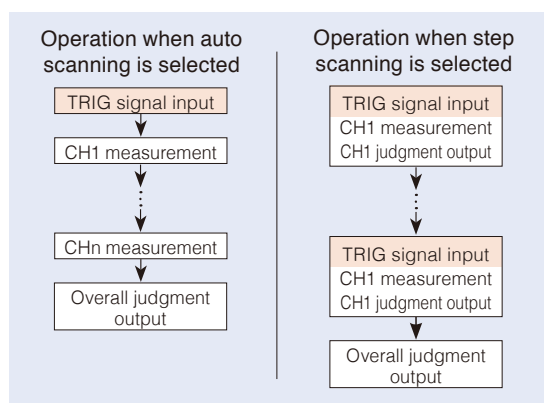 Operation when auto
scanning is selected
TRIG signal input
CH1 measurement
CHn measurement
Overall judgment
output
Operation when step
scanning is selected
TRIG signal input
CH1 measurement
CH1 judgment output
TRIG signal input
CH1 measurement
CH1 judgment output
Overall judgment
output